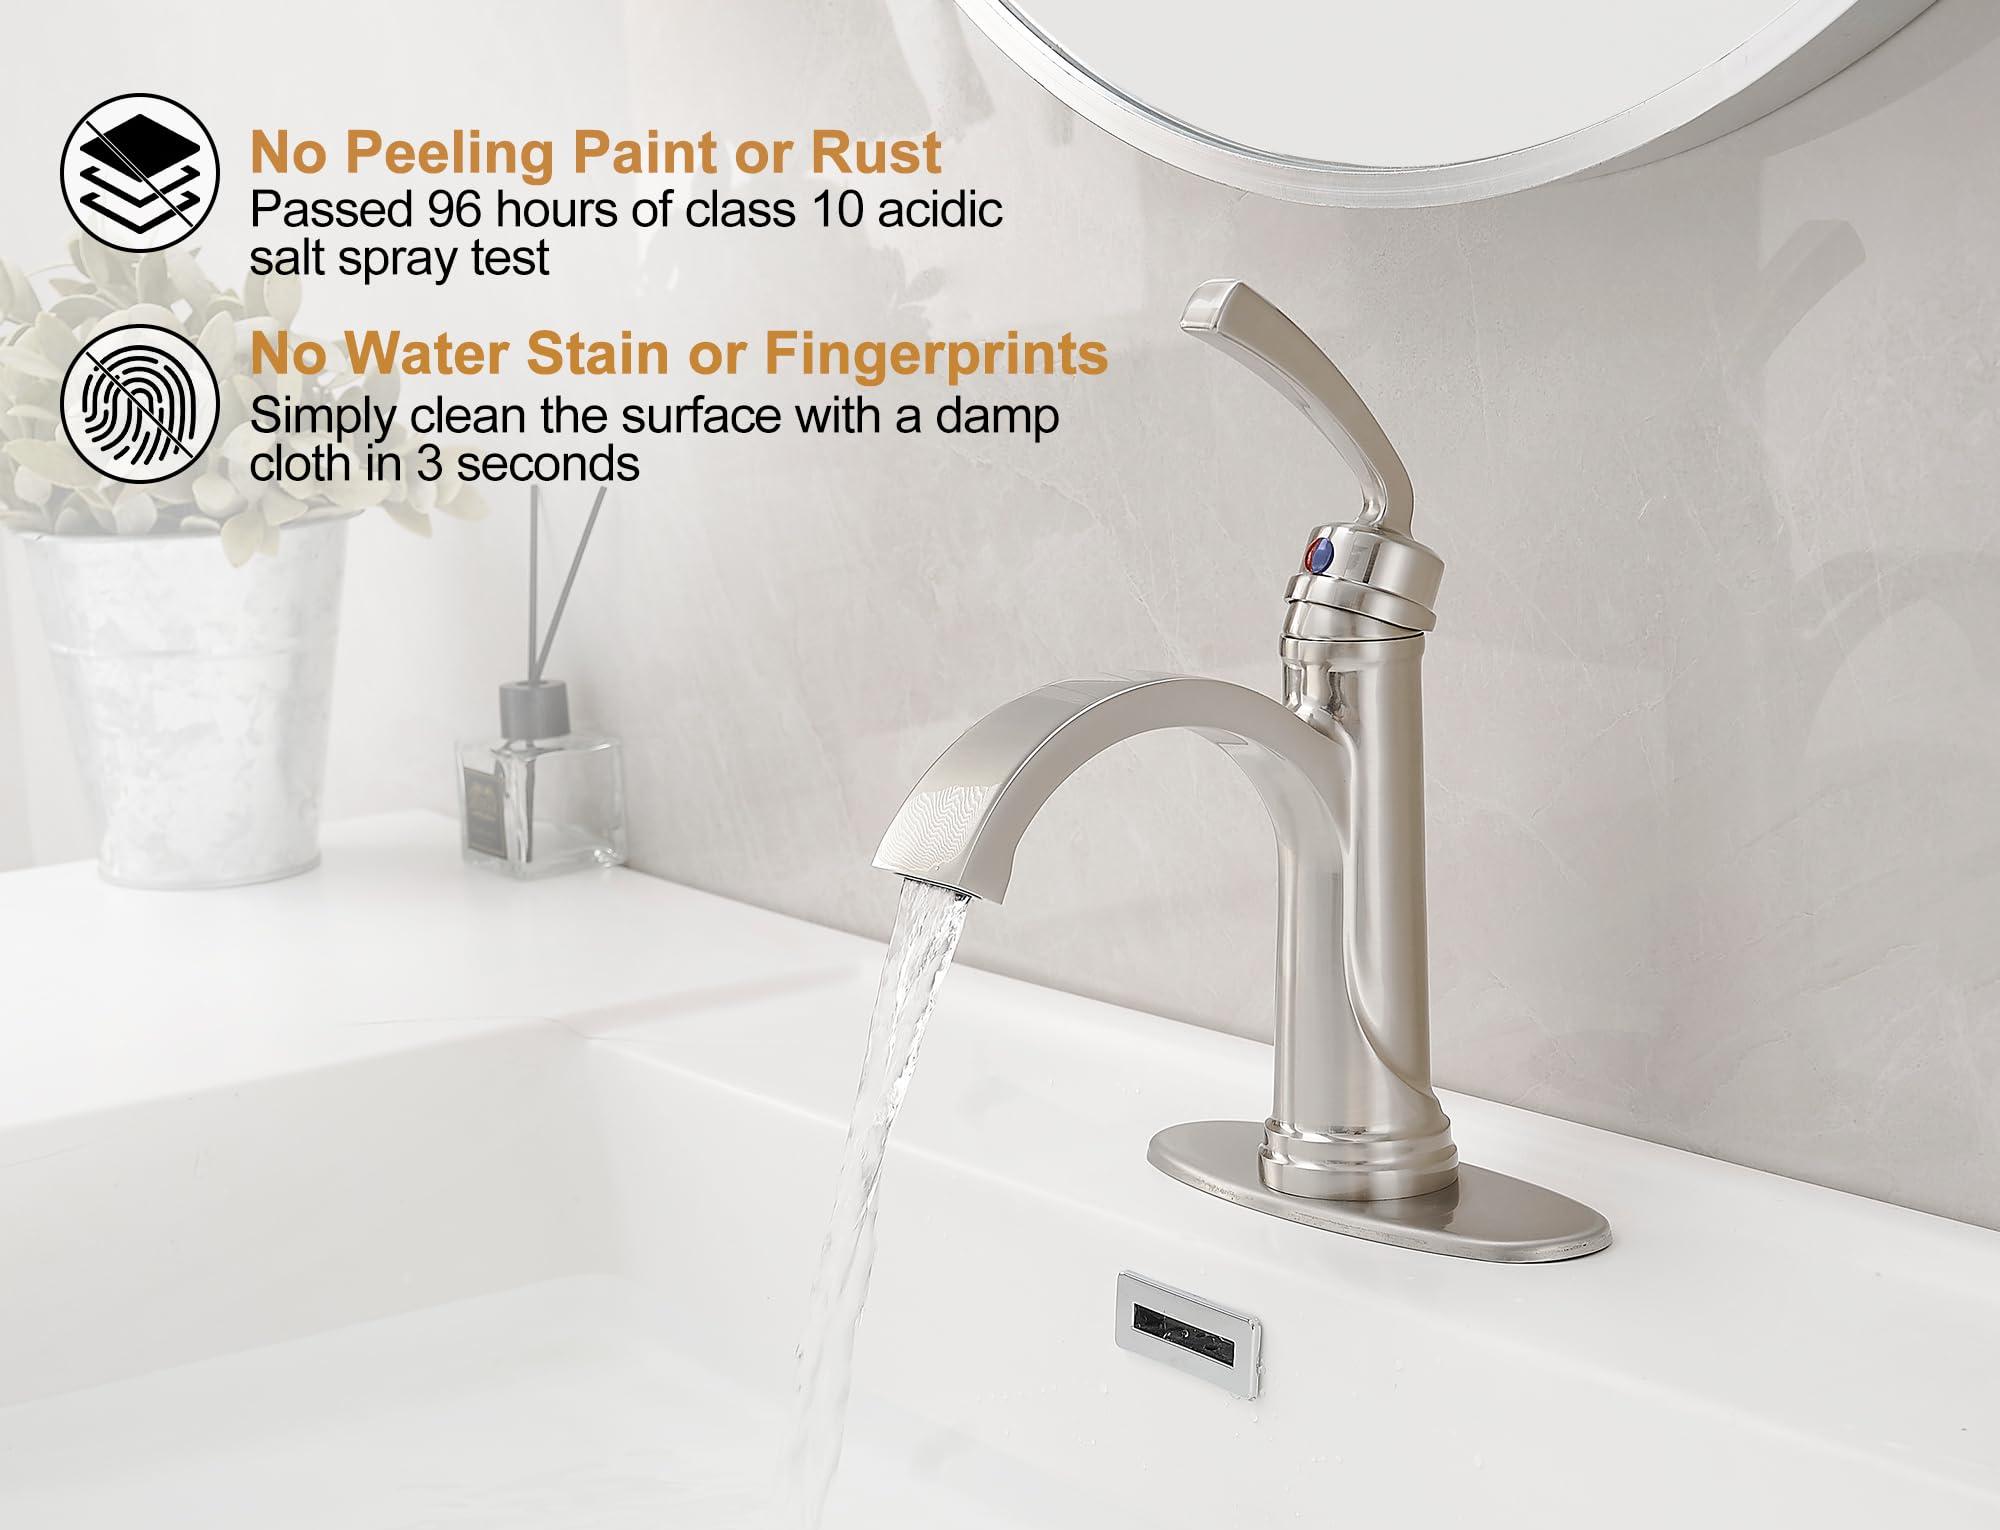 No Peeling Paint or Rust
Passed 96 hours of class 10 acidic
salt spray test
No Water Stain or Fingerprints
Simply clean the surface with a damp
cloth in 3 seconds